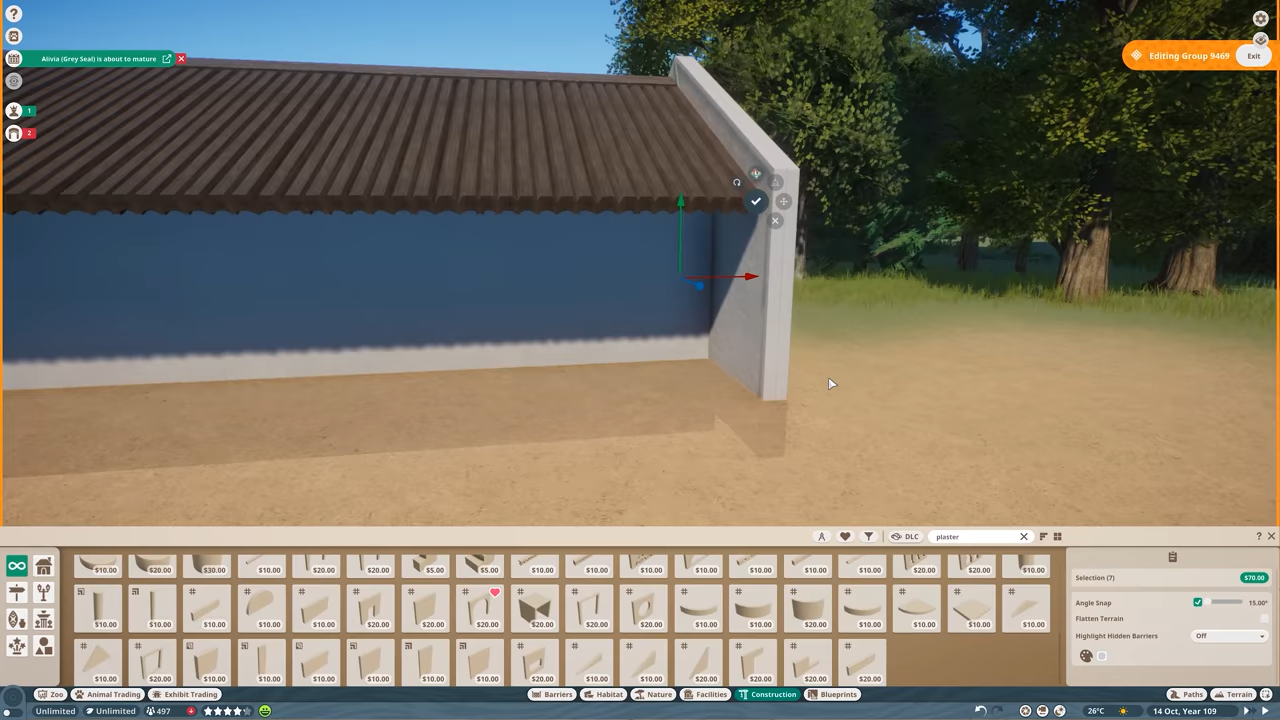 Alivia (Grey Seal) is about to mature
1
2
Editing Group 9469
Exit
DLC
plaster
?
$10.00 $20.00 $30.00 $10.00 $20.00 $20.00 $5.00 $5.00 $10.00 $10.00 $10.00 $10.00 $10.00 $10.00 $10.00 $20.00 $20.00 $10.00
$10.00 $10.00 $10.00 $10.00 $10.00 $20.00 $20.00 $20.00 $20.00 $20.00 $20.00 $10.00 $20.00 $20.00 $10.00 $10.00 $10.00 $10.00
$10.00 $20.00 $20.00 $10.00 $10.00 $10.00 $10.00 $10.00 $20.00 $10.00 $10.00 $20.00 $20.00 $20.00 $10.00
Selection (7)
$70.00
Angle Snap
15.00°
Flatten Terrain
Highlight Hidden Barriers
Off
Zoo
Animal Trading
Exhibit Trading
Barriers
Habitat
Nature
Facilities
Construction
Blueprints
Paths
Terrain
Unlimited
Unlimited
497
26°C
14 Oct, Year 109